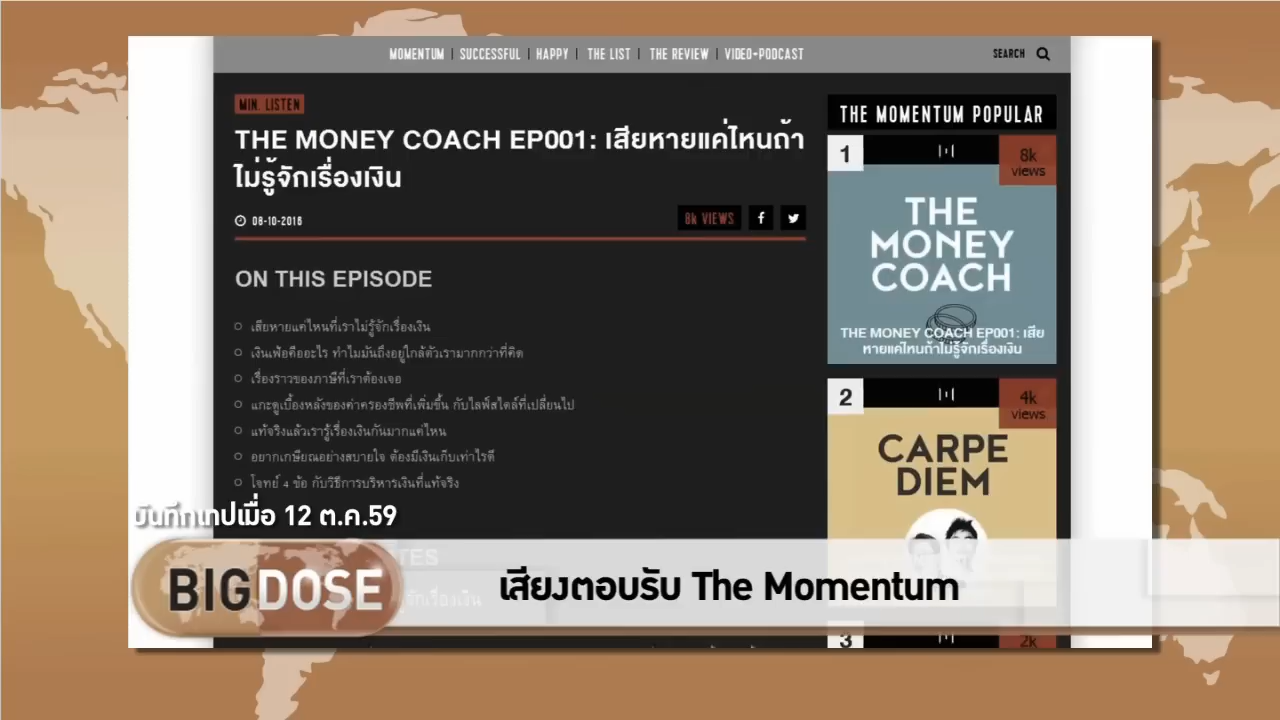 MOMENTUM | SUCCESSFUL | HAPPY | THE LIST | THE REVIEW | VIDEO+PODCAST
SEARCH
MIN. LISTEN
THE MONEY COACH EP001: เสียหายแค่ไหนถ้า
ไม่รู้จักเรื่องเงิน
08-10-2016
8k VIEWS
ON THIS EPISODE
เสียหายแค่ไหนที่เราไม่รู้จักเรื่องเงิน
เงินเฟ้อคืออะไร ทำไมมันถึงอยู่ใกล้ตัวเรามากกว่าที่คิด
เรื่องราวของภาษีที่เราต้องเจอ
แกะดูเบื้องหลังของค่าครองชีพที่เพิ่มขึ้น กับไลฟ์สไตล์ที่เปลี่ยนไป
แท้จริงแล้วเรารู้เรื่องเงินกันมากแค่ไหน
อยากเกษียณอย่างสบายใจ ต้องมีเงินเก็บเท่าไรดี
โจทย์ 4 ข้อ กับวิธีการบริหารเงินที่แท้จริง
THE MOMENTUM POPULAR
1
8k
views
THE
MONEY
COACH
THE MONEY COACH EP001: เสีย
หายแค่ไหนถ้าไม่รู้จักเรื่องเงิน
2
4k
views
CARPE
DIEM
3
2k
บันทึกเทปเมื่อ 12 ต.ค.59
BIGDOSE
เสียงตอบรับ The Momentum